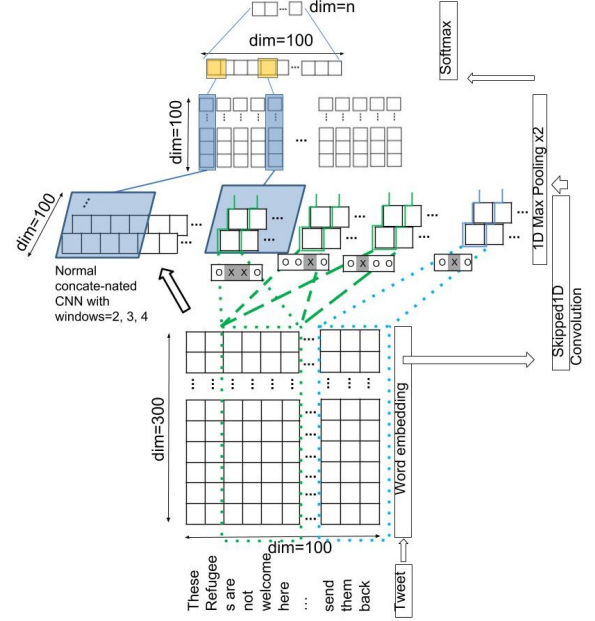 dim=n
dim=100
Softmax
dim=100
...
1D Max Pooling x2
dim=100
Normal
concate-nated
CNN with
windows=2, 3, 4
O X X O
O O X O
O X O O
O X O
Skipped1D
Convolution
dim=300
Word embedding
dim=100
These
Refugee
s are
not
welcome
here
...
send
them
back
Tweet